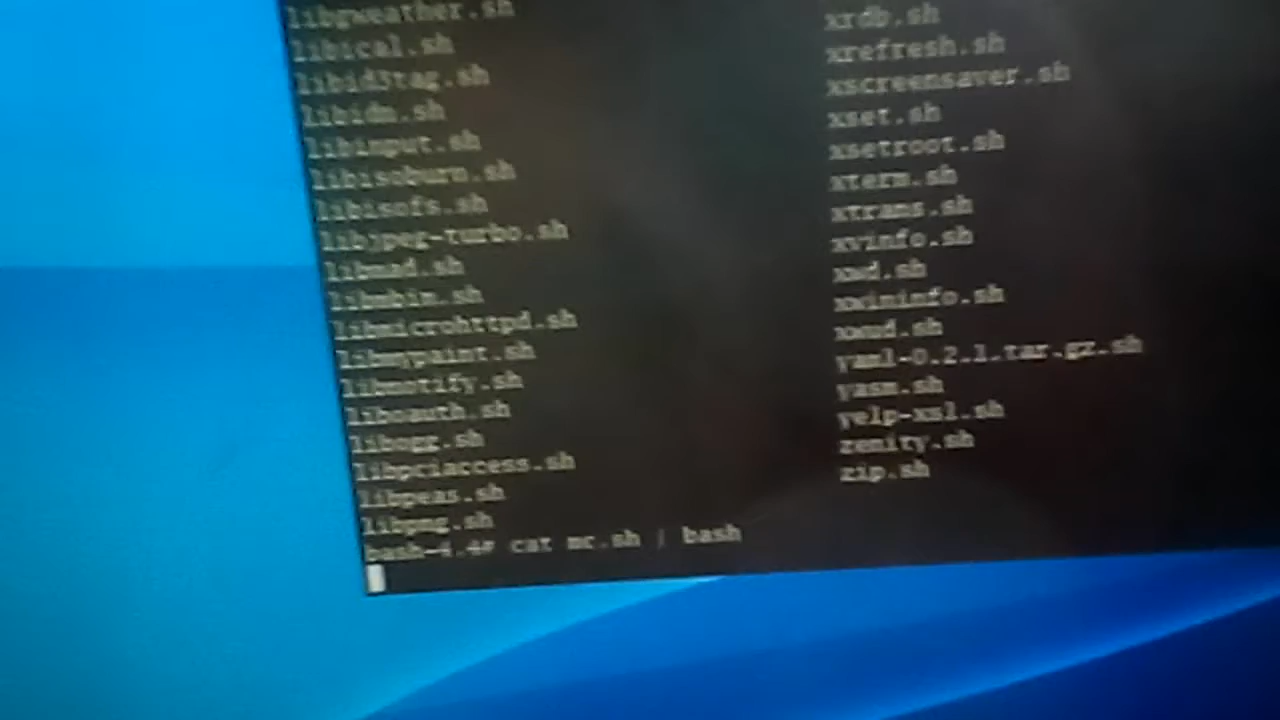 libgweather.sh
libical.sh
libid3tag.sh
libidn.sh
libinput.sh
libisoburn.sh
libisofs.sh
libjpeg-turbo.sh
libmad.sh
libmbim.sh
libmicrohttpd.sh
libmypaint.sh
libnotify.sh
liboauth.sh
libogg.sh
libpciaccess.sh
libpeas.sh
libpng.sh
bash-4.4# cat mc.sh | bash
xrdb.sh
xrefresh.sh
xscreensaver.sh
xset.sh
xsetroot.sh
xterm.sh
xtrans.sh
xvinfo.sh
xwd.sh
xwininfo.sh
xwud.sh
yaml-0.2.1.tar.gz.sh
yasm.sh
yelp-xsl.sh
zenity.sh
zip.sh